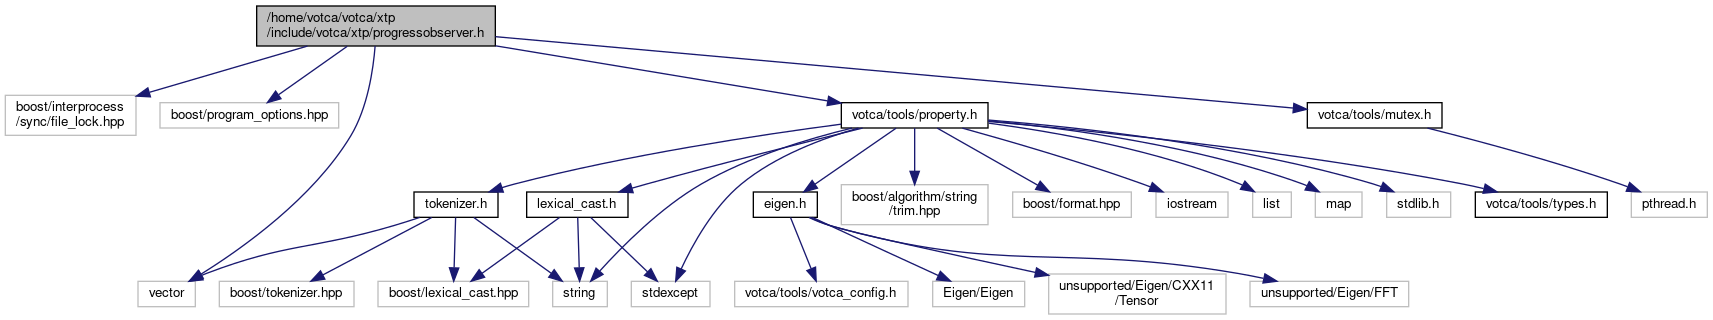 /home/votca/votca/xtp
/include/votca/xtp/progressobserver.h
boost/interprocess
/sync/file_lock.hpp
boost/program_options.hpp
votca/tools/property.h
votca/tools/mutex.h
tokenizer.h
lexical_cast.h
eigen.h
boost/algorithm/string
/trim.hpp
boost/format.hpp
iostream
list
map
stdlib.h
votca/tools/types.h
pthread.h
vector
boost/tokenizer.hpp
boost/lexical_cast.hpp
string
stdexcept
votca/tools/votca_config.h
Eigen/Eigen
unsupported/Eigen/CXX11
/Tensor
unsupported/Eigen/FFT